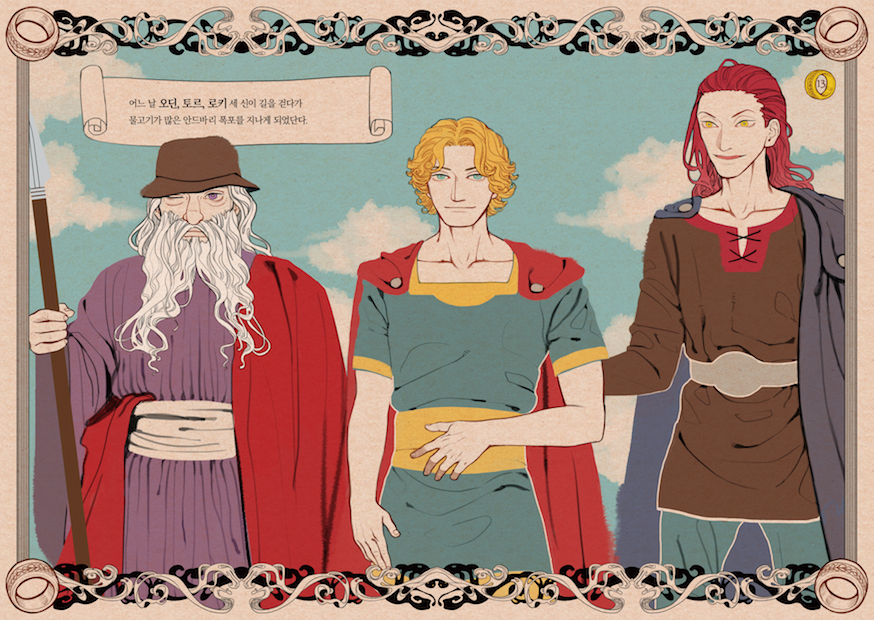 어느 날 오딘, 토르, 로키 세 신이 길을 걷다가
물고기가 많은 안드바리 폭포를 지나게 되었단다.
13